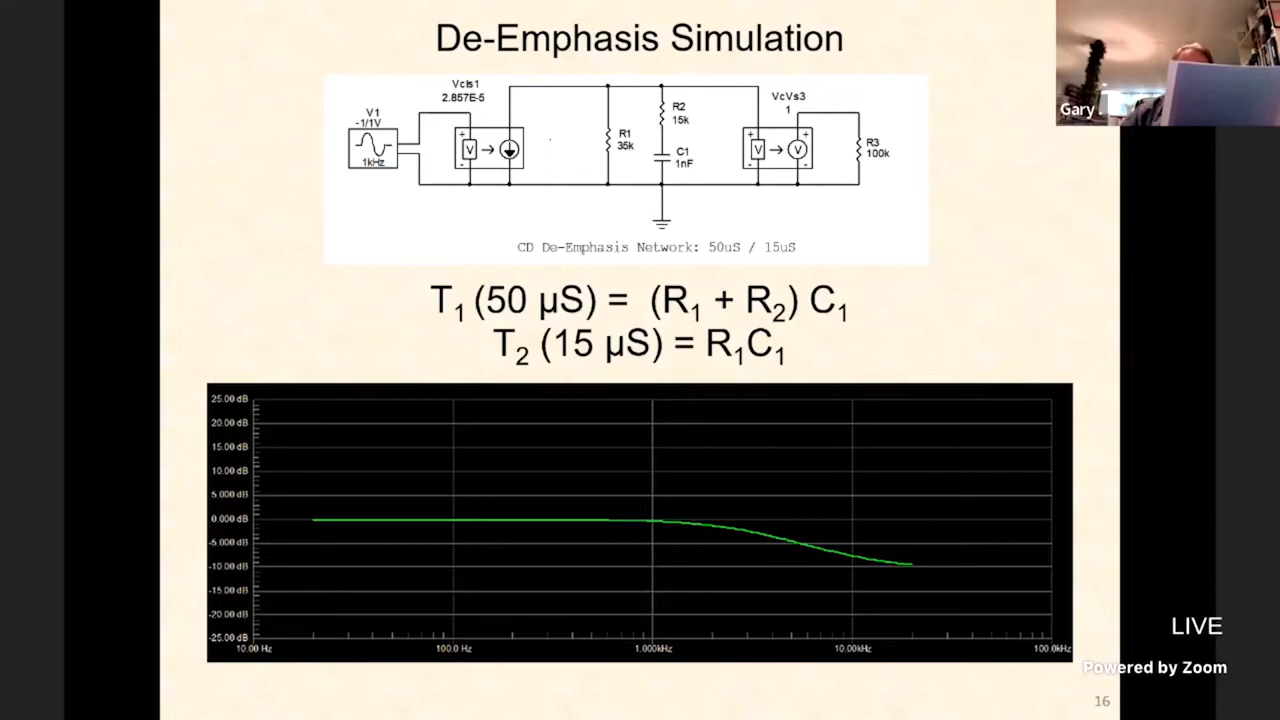 De-Emphasis Simulation
Gary
Vcls1
2.857E-5
V1
-1/1V
1kHz
+
V
-
R1
35k
R2
15k
C1
1nF
VcVs3
1
+
+
V
V
-
-
R3
100k
CD De-Emphasis Network: 50uS / 15uS
T1 (50 µS) = (R1 + R2) C1
T2 (15 µS) = R1C1
25.00 dB
20.00 dB
15.00 dB
10.00 dB
5.000 dB
0.000 dB
-5.000 dB
-10.00 dB
-15.00 dB
-20.00 dB
-25.00 dB
10.00 Hz
100.0 Hz
1.000kHz
10.00kHz
100.0kHz
LIVE
Powered by Zoom
16